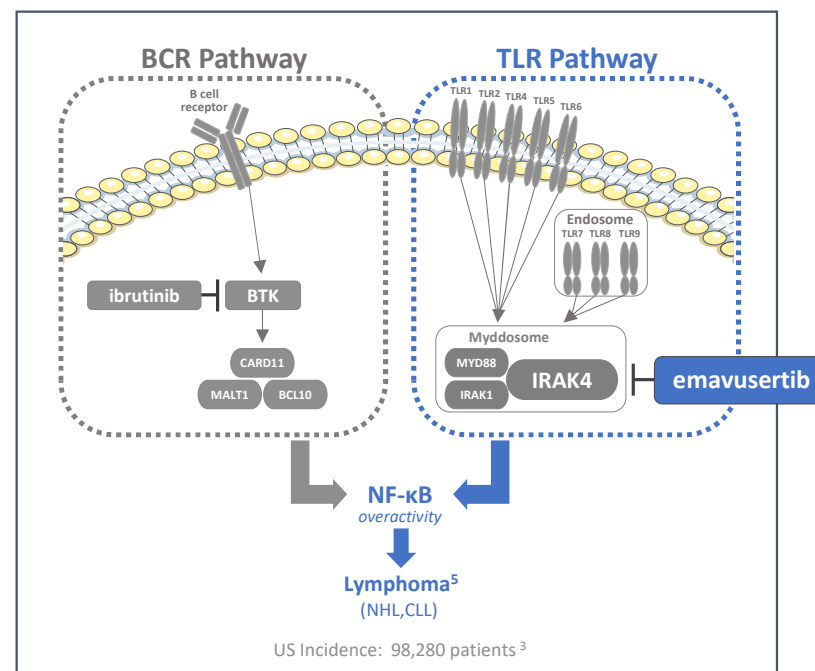 BCR Pathway
TLR Pathway
B cell
receptor
TLR1
TLR2
TLR4
TLR5
TLR6
Endosome
TLR7
TLR8
TLR9
ibrutinib
BTK
CARD11
MALT1
BCL10
Myddosome
MYD88
IRAK1
IRAK4
emavusertib
NF-κB
overactivity
Lymphoma⁵
(NHL,CLL)
US Incidence: 98,280 patients ³